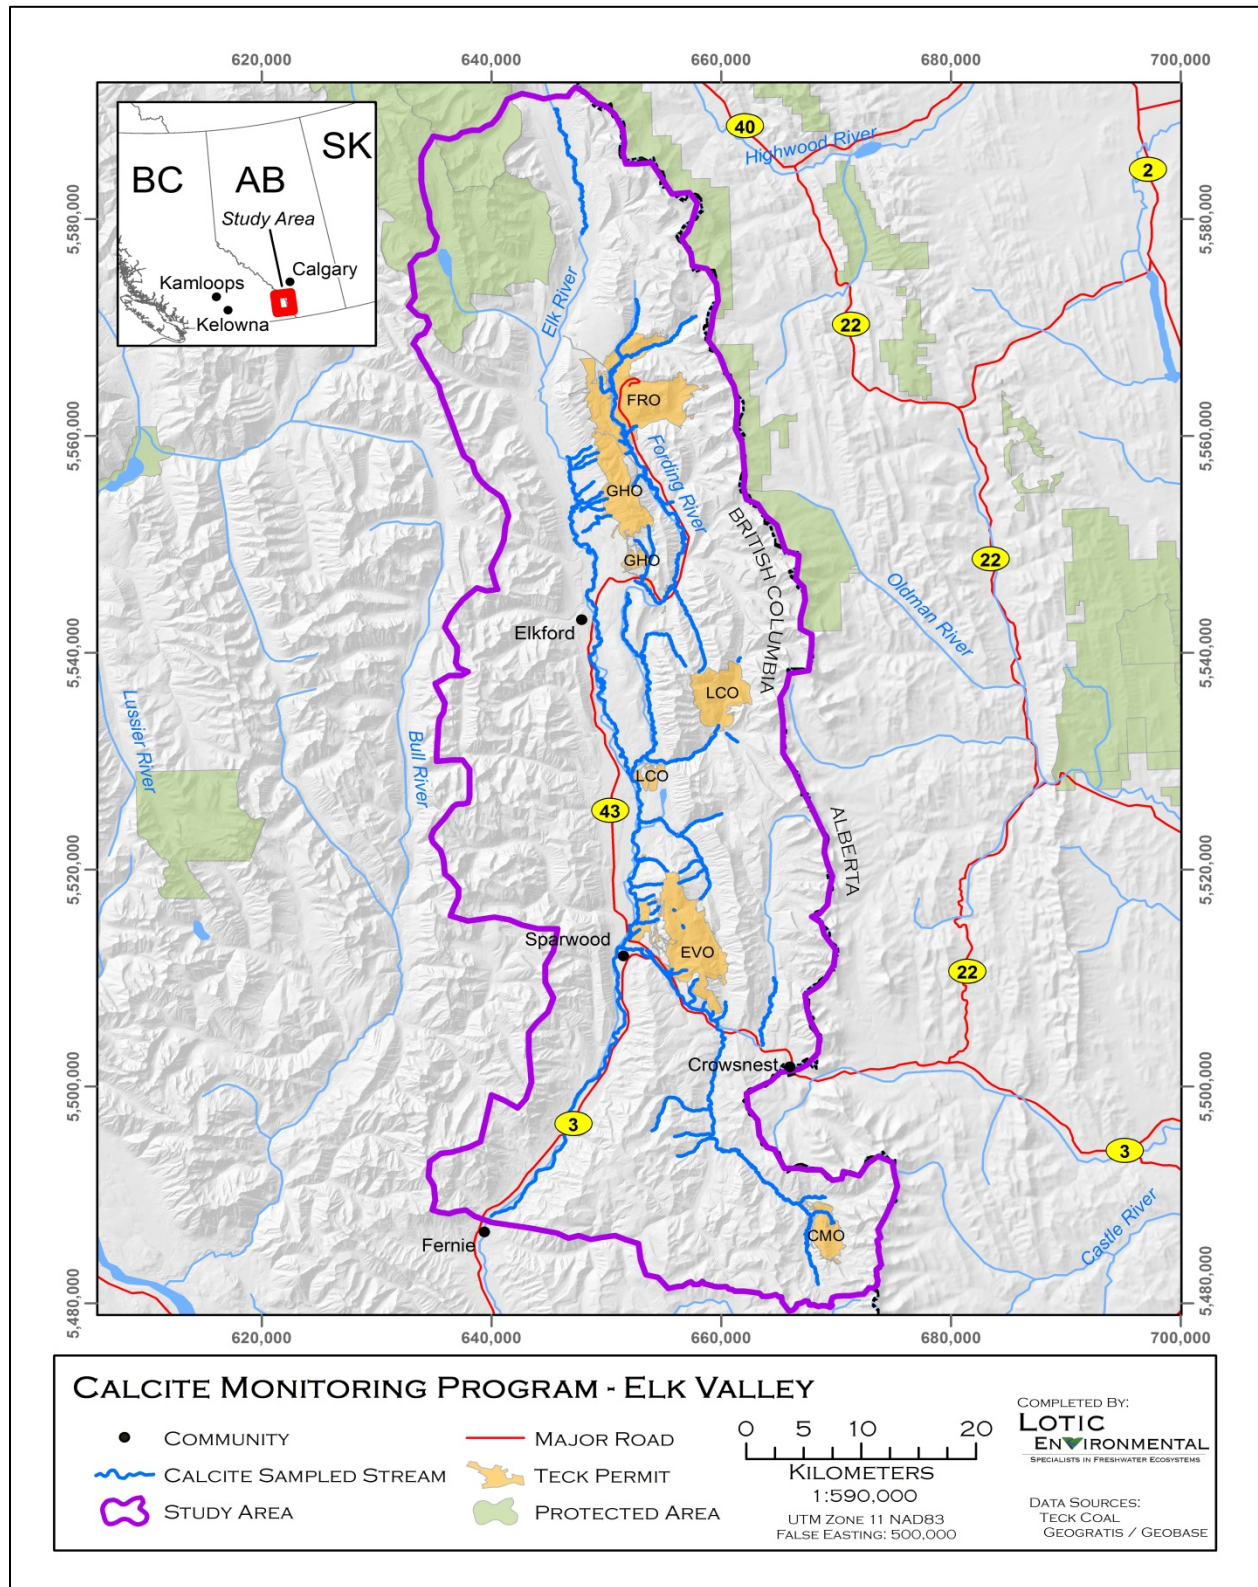 620,000
640,000
660,000
680,000
700,000
BC
AB
SK
Study Area
Calgary
Kamloops
Kelowna
40
Highwood River
2
5,580,000
5,580,000
Elk River
22
FRO
5,560,000
5,560,000
Fording River
GHO
GHO
BRITISH COLUMBIA
22
Oldman River
Elkford
5,540,000
5,540,000
LCO
Lussier River
Bull River
LCO
43
ALBERTA
5,520,000
5,520,000
Sparwood
EVO
22
Crowsnest
5,500,000
5,500,000
3
3
Castle River
Fernie
CMO
5,480,000
5,480,000
620,000
640,000
660,000
680,000
700,000
CALCITE MONITORING PROGRAM - ELK VALLEY
COMMUNITY
CALCITE SAMPLED STREAM
STUDY AREA
MAJOR ROAD
TECK PERMIT
PROTECTED AREA
0 5 10 20
KILOMETERS
1:590,000
UTM ZONE 11 NAD83
FALSE EASTING: 500,000
COMPLETED BY:
LOTIC
ENVIRONMENTAL
SPECIALISTS IN FRESHWATER ECOSYSTEMS
DATA SOURCES:
TECK COAL
GEOGRATIS / GEOBASE